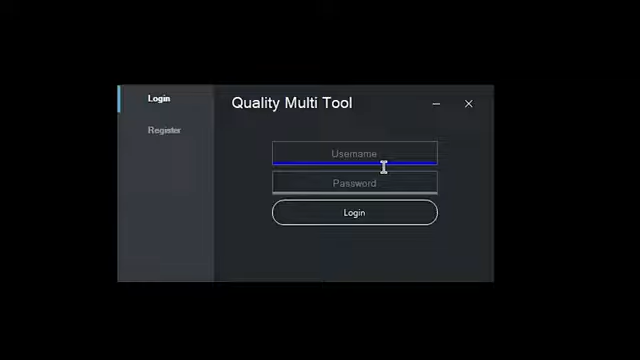 Login
Quality Multi Tool
Register
Username
Password
Login